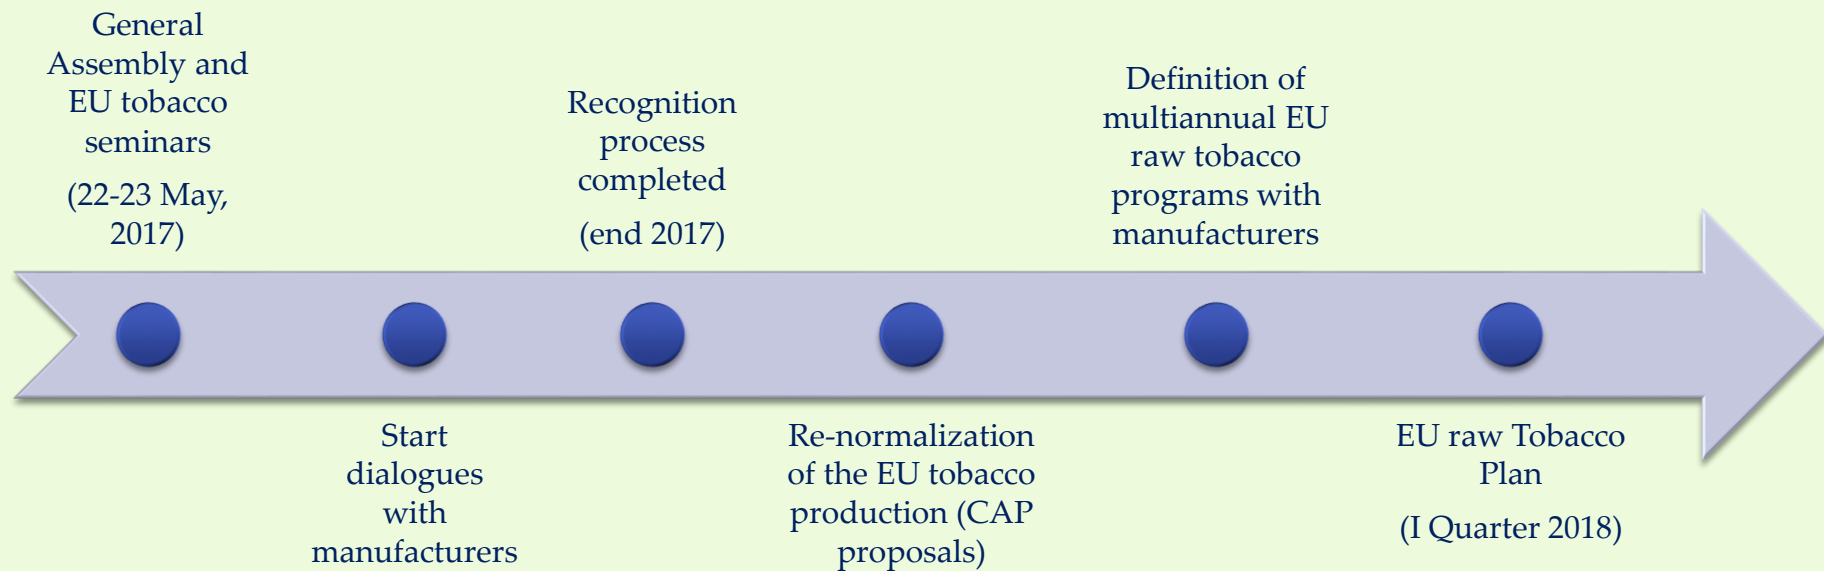 General
Assembly and
EU tobacco
seminars
(22-23 May,
2017)
Start
dialogues
with
manufacturers
Recognition
process
completed
(end 2017)
Re-normalization
of the EU tobacco
production (CAP
proposals)
Definition of
multiannual EU
raw tobacco
programs with
manufacturers
EU raw Tobacco
Plan
(I Quarter 2018)